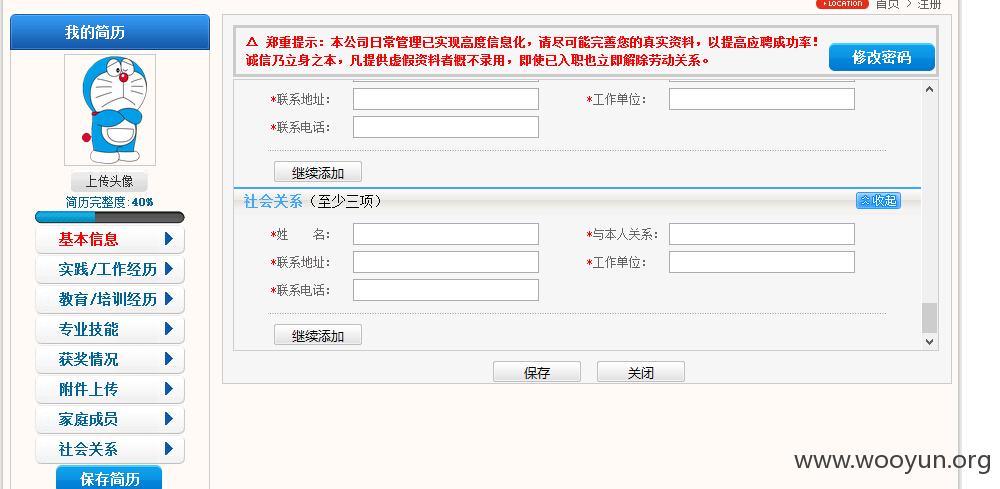 LOCATION 首页 > 注册
我的简历
上传头像
简历完整度:40%
基本信息
实践/工作经历
教育/培训经历
专业技能
获奖情况
附件上传
家庭成员
社会关系
保存简历
郑重提示：本公司日常管理已实现高度信息化，请尽可能完善您的真实资料，以提高应聘成功率！
诚信乃立身之本，凡提供虚假资料者概不录用，即使已入职也立即解除劳动关系。
修改密码
*联系地址： *工作单位：
*联系电话：
继续添加
社会关系（至少三项） 收起
*姓 名： *与本人关系：
*联系地址： *工作单位：
*联系电话：
继续添加
保存 关闭
www.wooyun.org